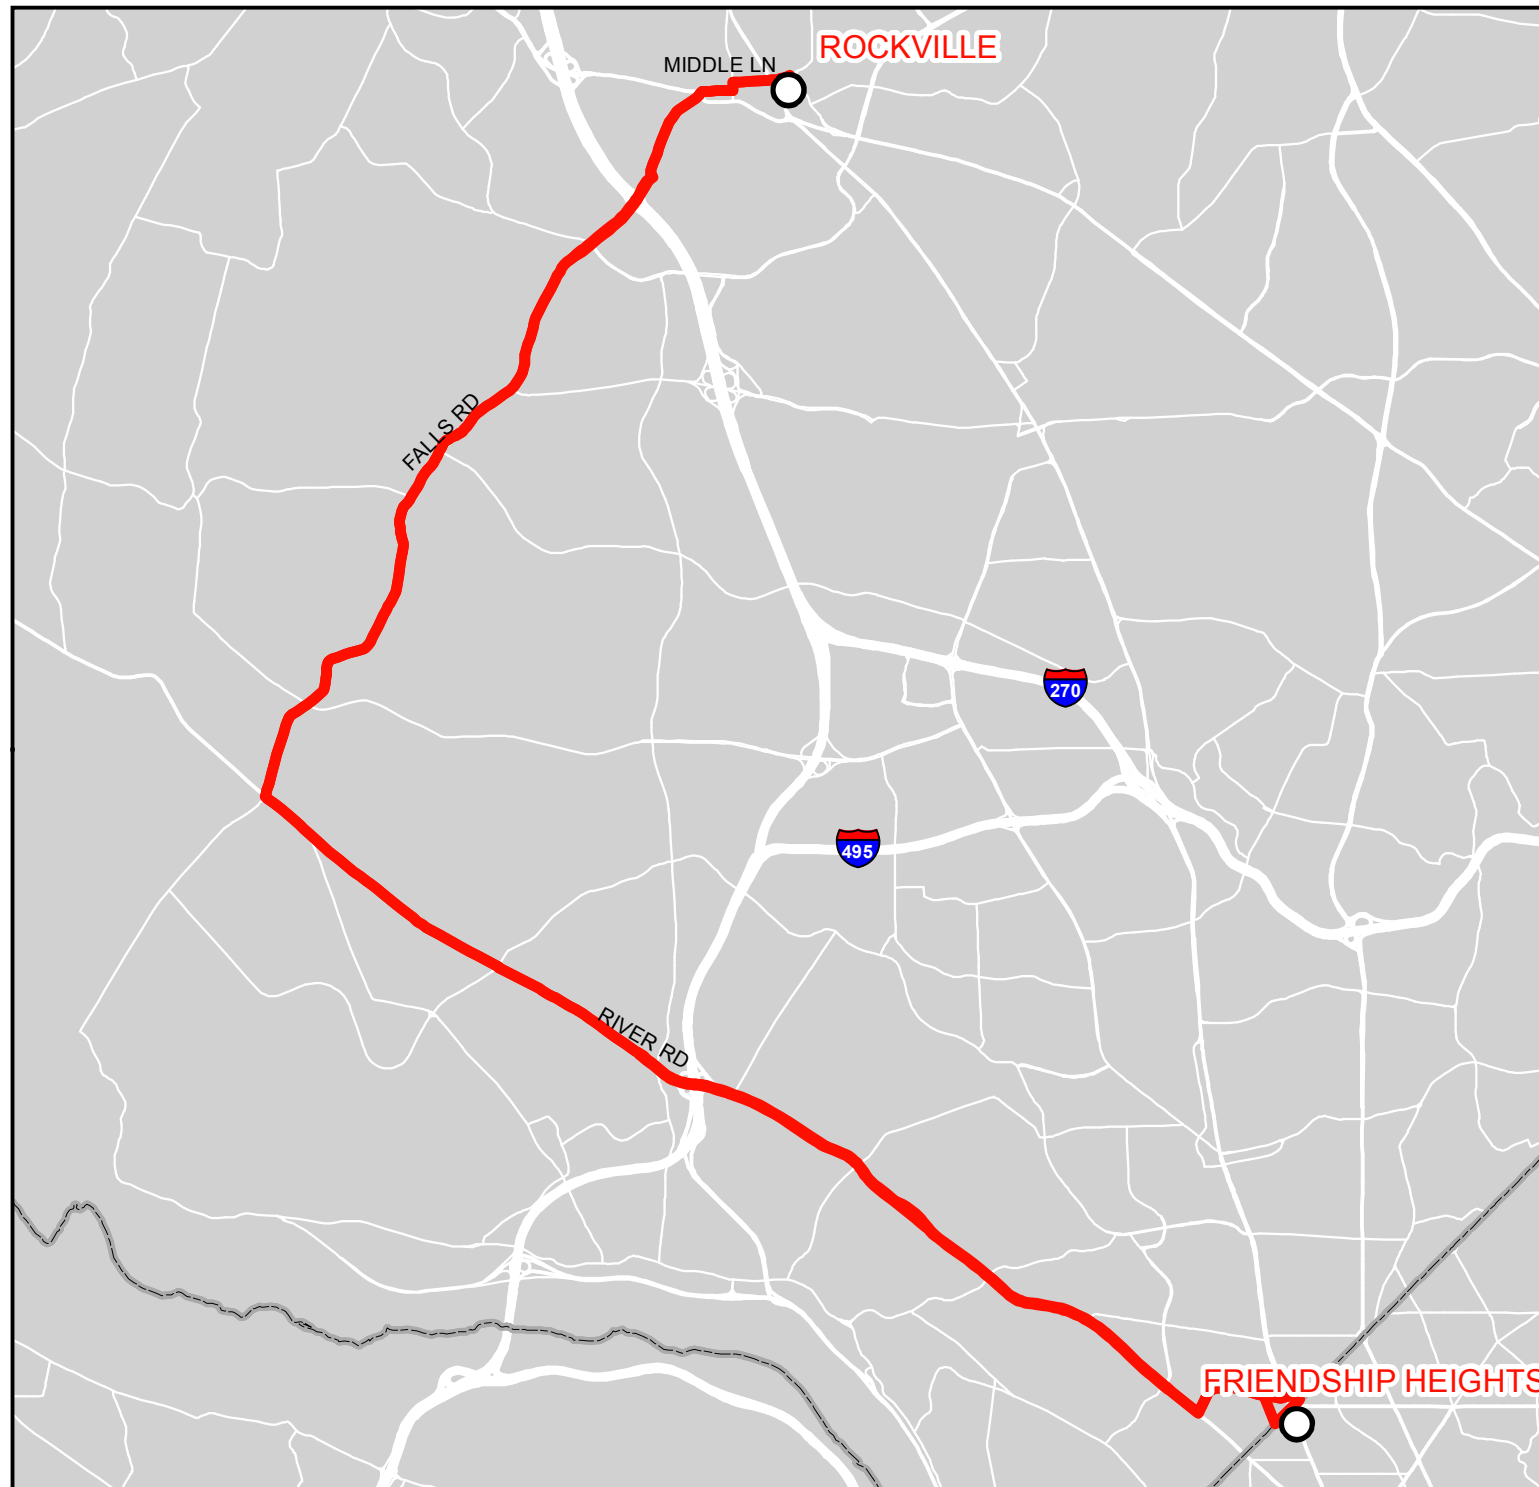 ROCKVILLE
MIDDLE LN
FALLS RD
270
495
RIVER RD
FRIENDSHIP HEIGHTS